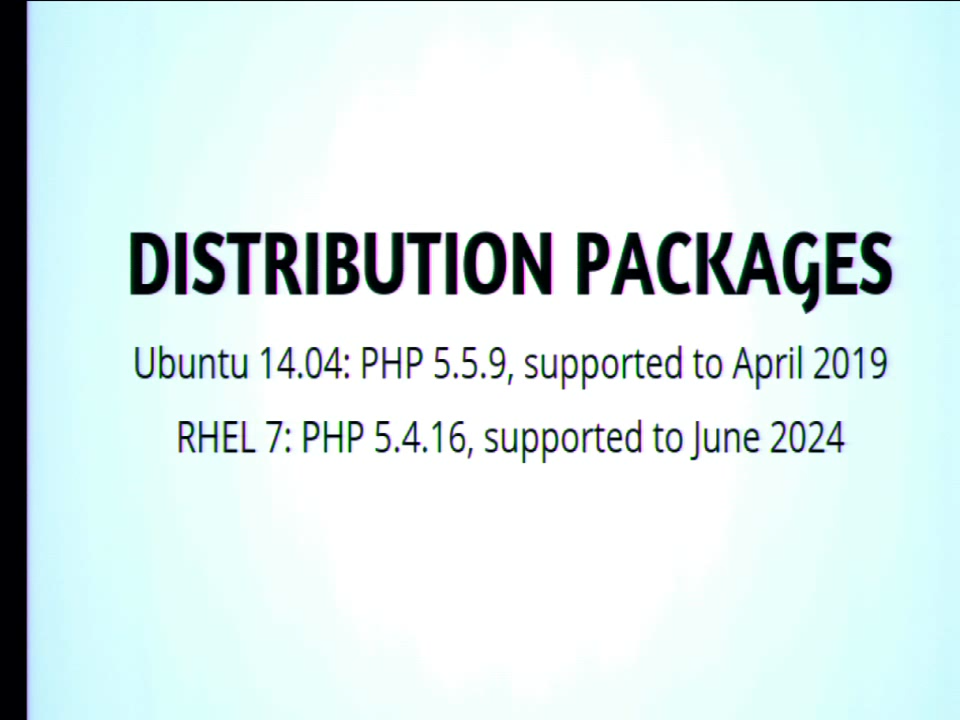 DISTRIBUTION PACKAGES
Ubuntu 14.04: PHP 5.5.9, supported to April 2019
RHEL 7: PHP 5.4.16, supported to June 2024